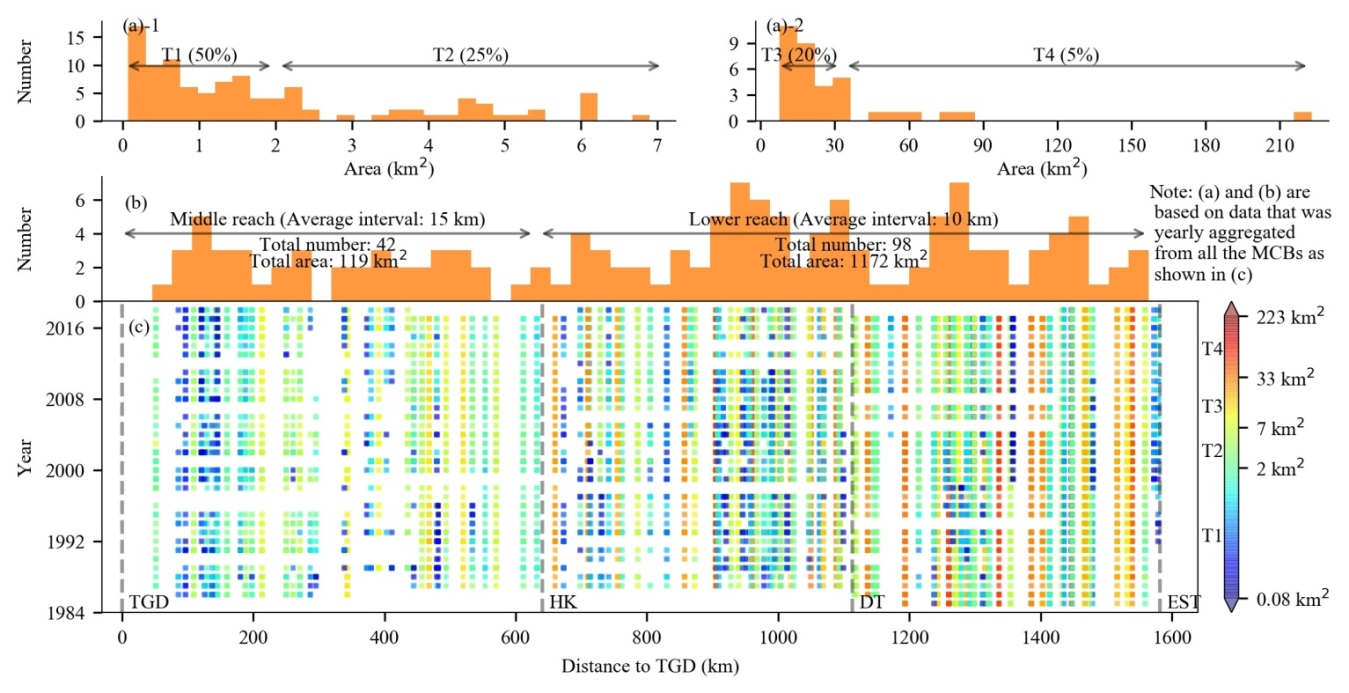 (a)-1
(a)-2
Number
15
10
5
0
T1 (50%)
T2 (25%)
0 1 2 3 4 5 6 7
Area (km²)
Number
9
6
3
0
T3 (20%)
T4 (5%)
0 30 60 90 120 150 180 210
Area (km²)
(b)
Number
6
4
2
0
Middle reach (Average interval: 15 km)
Total number: 42
Total area: 119 km²
Lower reach (Average interval: 10 km)
Total number: 98
Total area: 1172 km²
Note: (a) and (b) are
based on data that was
yearly aggregated
from all the MCBs as
shown in (c)
(c)
Year
2016
2008
2000
1992
1984
TGD
HK
DT
EST
0 200 400 600 800 1000 1200 1400 1600
Distance to TGD (km)
T4
T3
T2
T1
223 km²
33 km²
7 km²
2 km²
0.08 km²